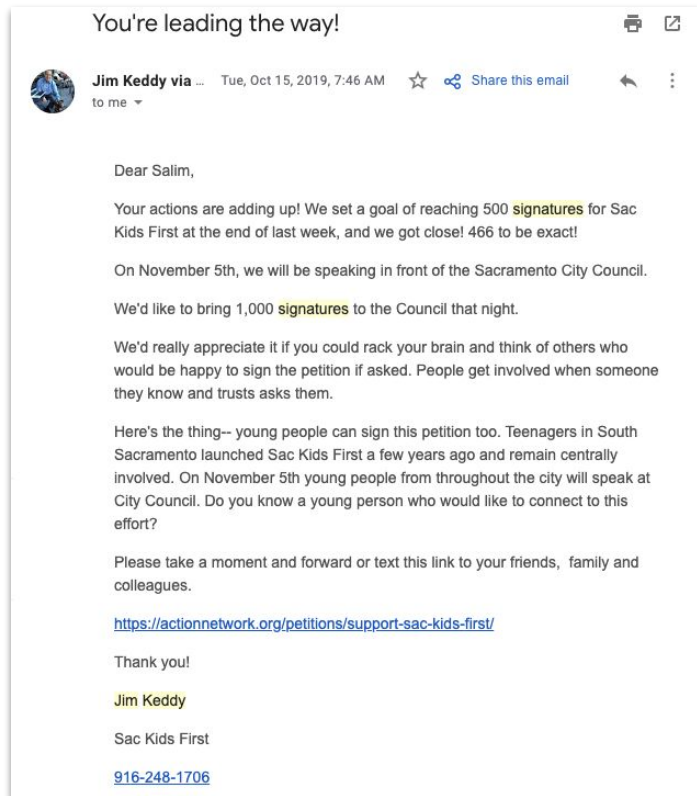 You're leading the way!
Jim Keddy via ... Tue, Oct 15, 2019, 7:46 AM Share this email
to me
Dear Salim,
Your actions are adding up! We set a goal of reaching 500 signatures for Sac
Kids First at the end of last week, and we got close! 466 to be exact!
On November 5th, we will be speaking in front of the Sacramento City Council.
We'd like to bring 1,000 signatures to the Council that night.
We'd really appreciate it if you could rack your brain and think of others who
would be happy to sign the petition if asked. People get involved when someone
they know and trusts asks them.
Here's the thing-- young people can sign this petition too. Teenagers in South
Sacramento launched Sac Kids First a few years ago and remain centrally
involved. On November 5th young people from throughout the city will speak at
City Council. Do you know a young person who would like to connect to this
effort?
Please take a moment and forward or text this link to your friends, family and
colleagues.
https://actionnetwork.org/petitions/support-sac-kids-first/
Thank you!
Jim Keddy
Sac Kids First
916-248-1706